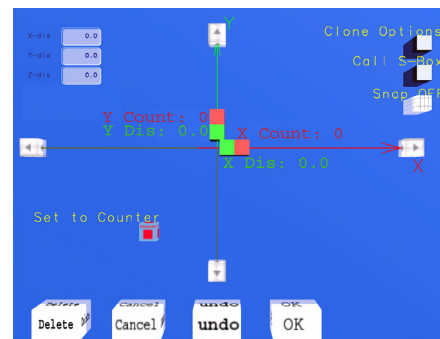 Y
Clone Options
X-dis 0.0
Y-dis 0.0
Z-dis 0.0
Call S-Box
Snap OFF
Y Count: 0
Y Dis: 0.0
X Count: 0
X Dis: 0.0
X
Set to Counter
Delete Cancel undo OK
Delete Cancel undo OK